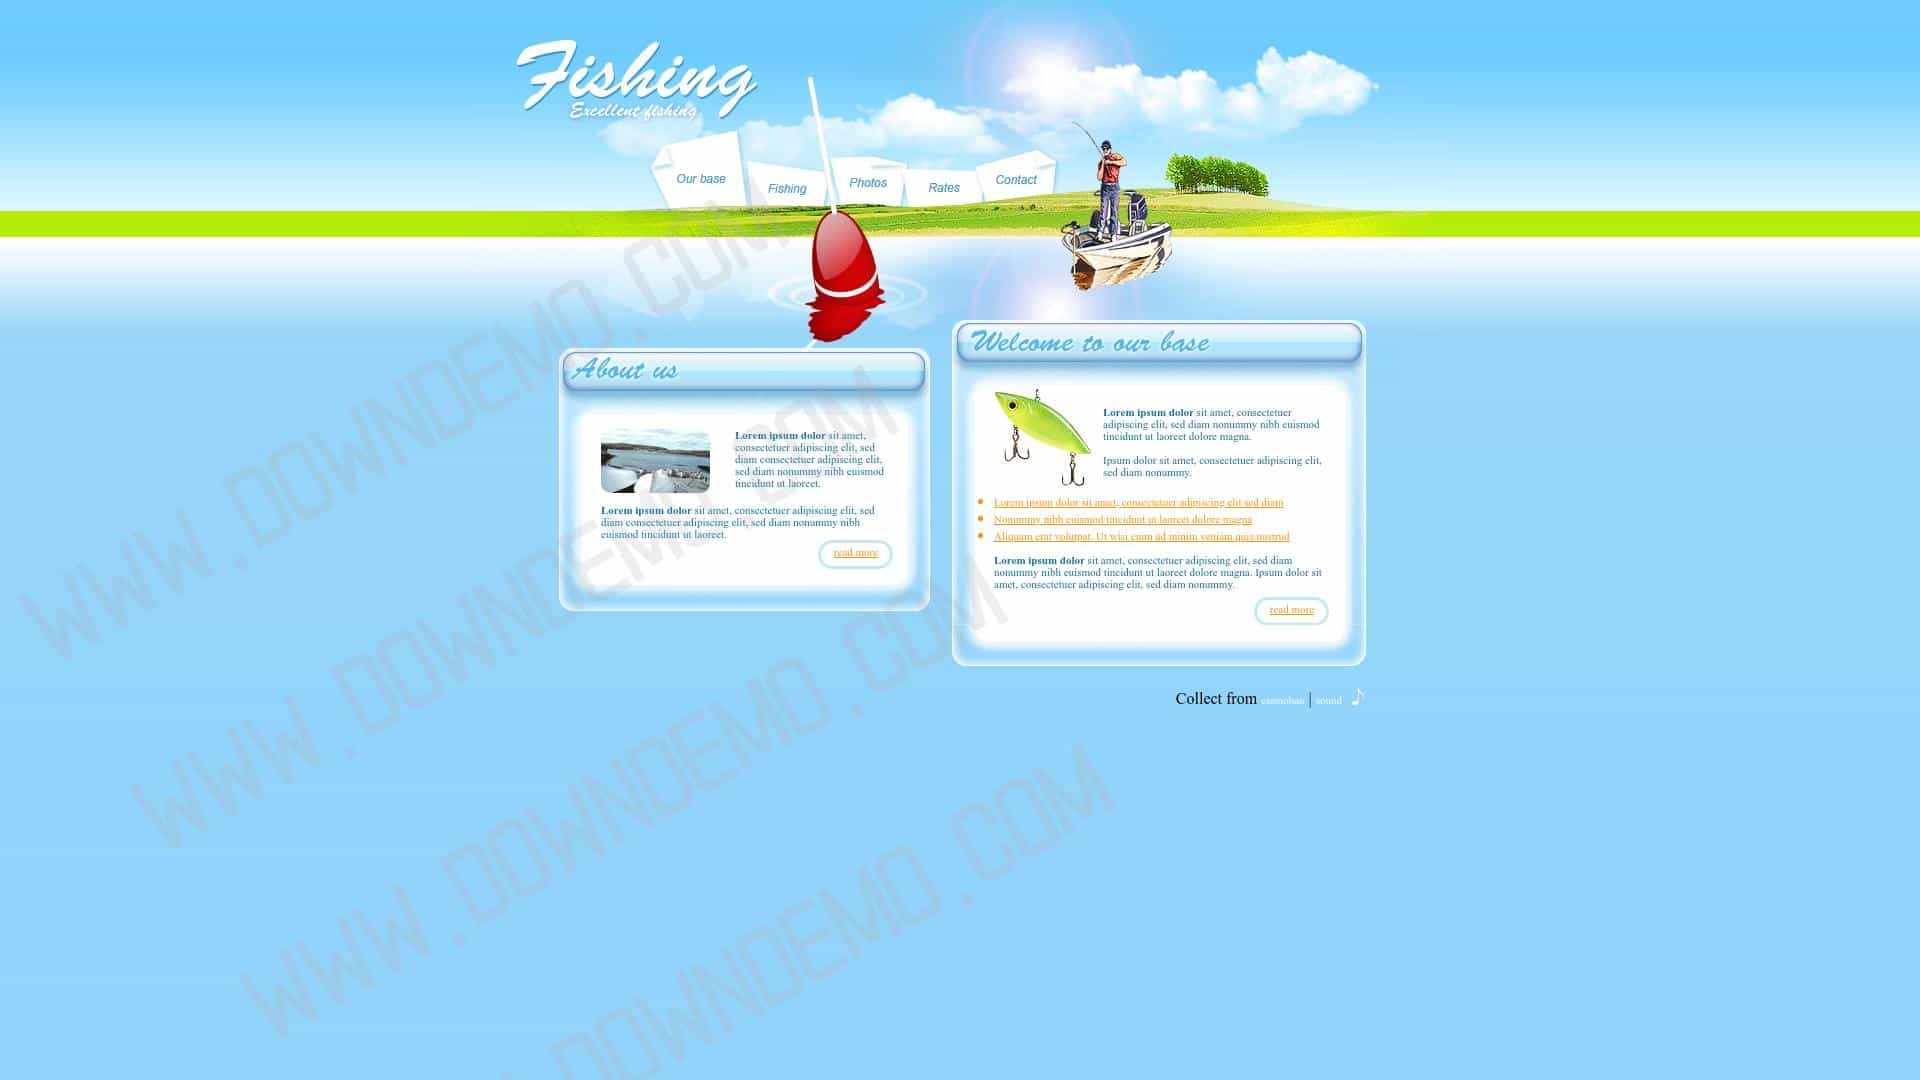 Fishing
Excellent fishing
Our base
Fishing
Photos
Rates
Contact
About us
Lorem ipsum dolor sit amet,
consectetuer adipiscing elit, sed
diam consectetuer adipiscing elit,
sed diam nonummy nibh euismod
tincidunt ut laoreet.
Lorem ipsum dolor sit amet, consectetuer adipiscing elit, sed
diam consectetuer adipiscing elit, sed diam nonummy nibh
euismod tincidunt ut laoreet.
read more
Welcome to our base
Lorem ipsum dolor sit amet, consectetuer
adipiscing elit, sed diam nonummy nibh euismod
tincidunt ut laoreet dolore magna.
Ipsum dolor sit amet, consectetuer adipiscing elit,
sed diam nonummy.
Lorem ipsum dolor sit amet, consectetuer adipiscing elit sed diam
Nonummy nibh euismod tincidunt ut laoreet dolore magna
Aliquam erat volumpat. Ut wisi enim ad minim veniam quis nostrud
Lorem ipsum dolor sit amet, consectetuer adipiscing elit, sed diam
nonummy nibh euismod tincidunt ut laoreet dolore magna. Ipsum dolor sit
amet, consectetuer adipiscing elit, sed diam nonummy.
read more
Collect from | sound
WWW.DOWNDEMO.COM
WWW.DOWNDEMO.COM
WWW.DOWNDEMO.COM
.DOWNDEMO.COM